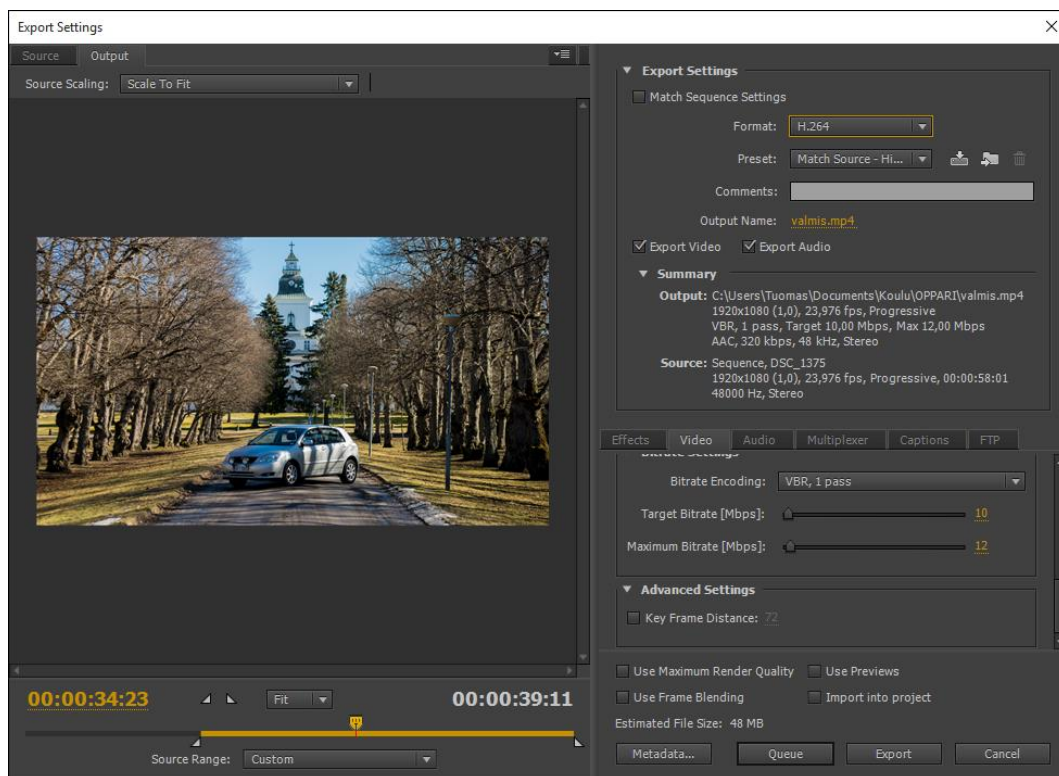 Export Settings
Source Output
Source Scaling: Scale To Fit
Export Settings
Match Sequence Settings
Format: H.264
Preset: Match Source - Hi...
Comments:
Output Name: valmis.mp4
Export Video Export Audio
Summary
Output: C:\Users\Tuomas\Documents\Koulu\OPPARI\valmis.mp4
1920x1080 (1,0), 23,976 fps, Progressive
VBR, 1 pass, Target 10,00 Mbps, Max 12,00 Mbps
AAC, 320 kbps, 48 kHz, Stereo
Source: Sequence, DSC_1375
1920x1080 (1,0), 23,976 fps, Progressive, 00:00:58:01
48000 Hz, Stereo
Effects Video Audio Multiplexer Captions FTP
Bitrate Settings
Bitrate Encoding: VBR, 1 pass
Target Bitrate [Mbps]: 10
Maximum Bitrate [Mbps]: 12
Advanced Settings
Key Frame Distance: 72
Use Maximum Render Quality Use Previews
Use Frame Blending Import into project
Estimated File Size: 48 MB
Metadata... Queue Export Cancel
00:00:34:23 Fit 00:00:39:11
Source Range: Custom